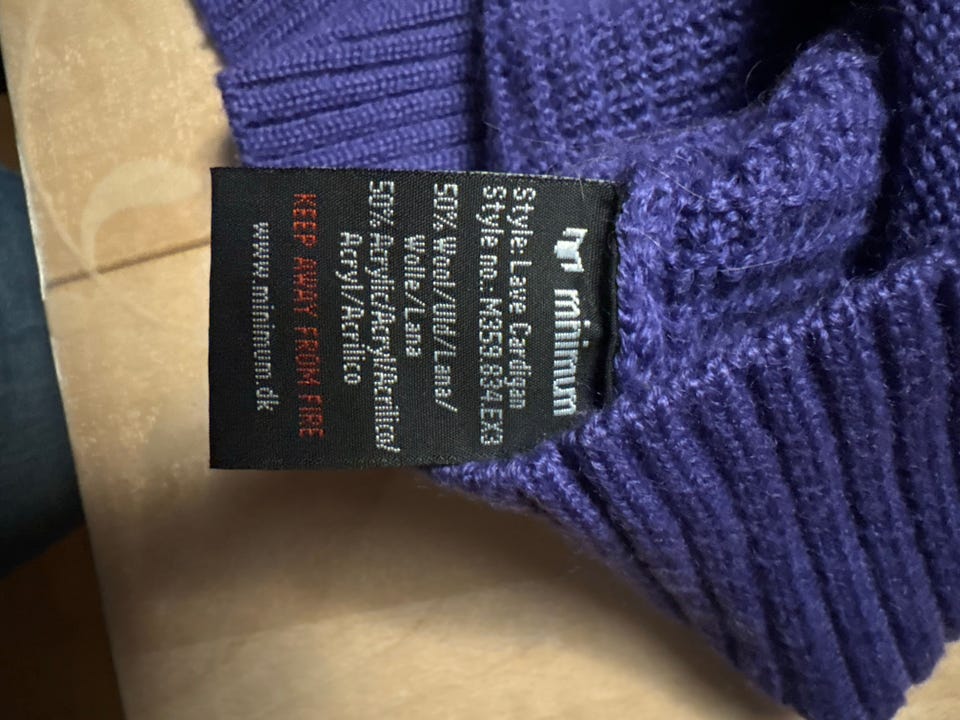 minimum
Style: Lave Cardigan
Style no.: M359.834.EX3
50% Wool/Uld/Lana/
Wolle/Lana
50% Acrylic/Acryl/Acrilico/
Acryl/Acrilico
KEEP AWAY FROM FIRE
www.minimum.dk